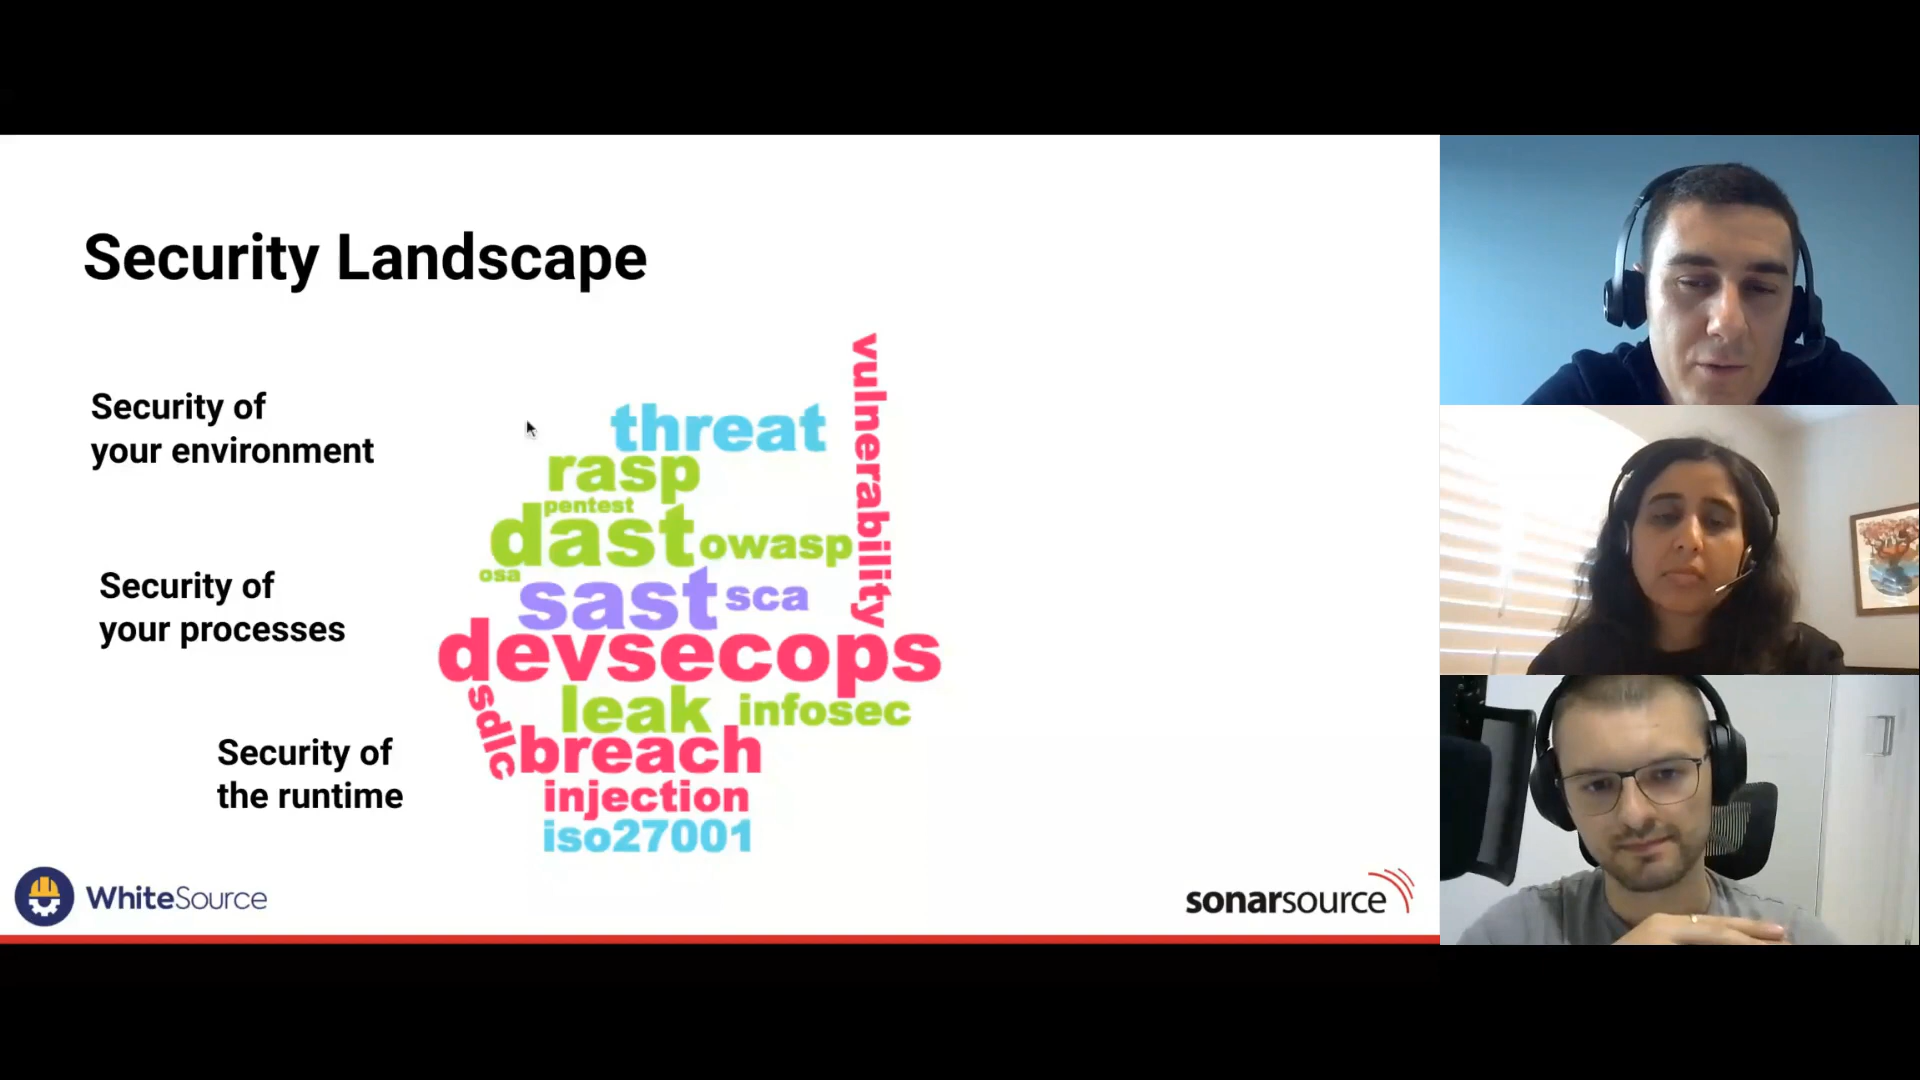 Security Landscape
Security of
your environment
Security of
your processes
Security of
the runtime
vulnerability
threat
rasp
pentest
dast
owasp
osa
sast
sca
devsecops
sdlc
leak
infosec
breach
injection
iso27001
WhiteSource
sonarsource